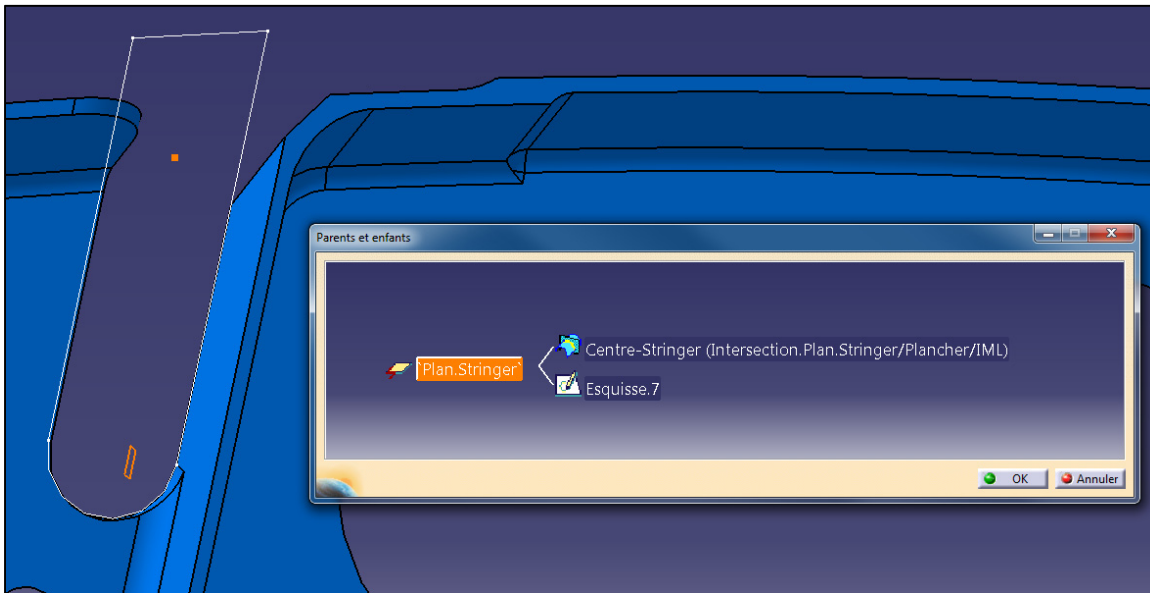 Parents et enfants
Centre-Stringer (Intersection.Plan.Stringer/Plancher/IML)
`Plan.Stringer`
Esquisse.7
OK
Annuler